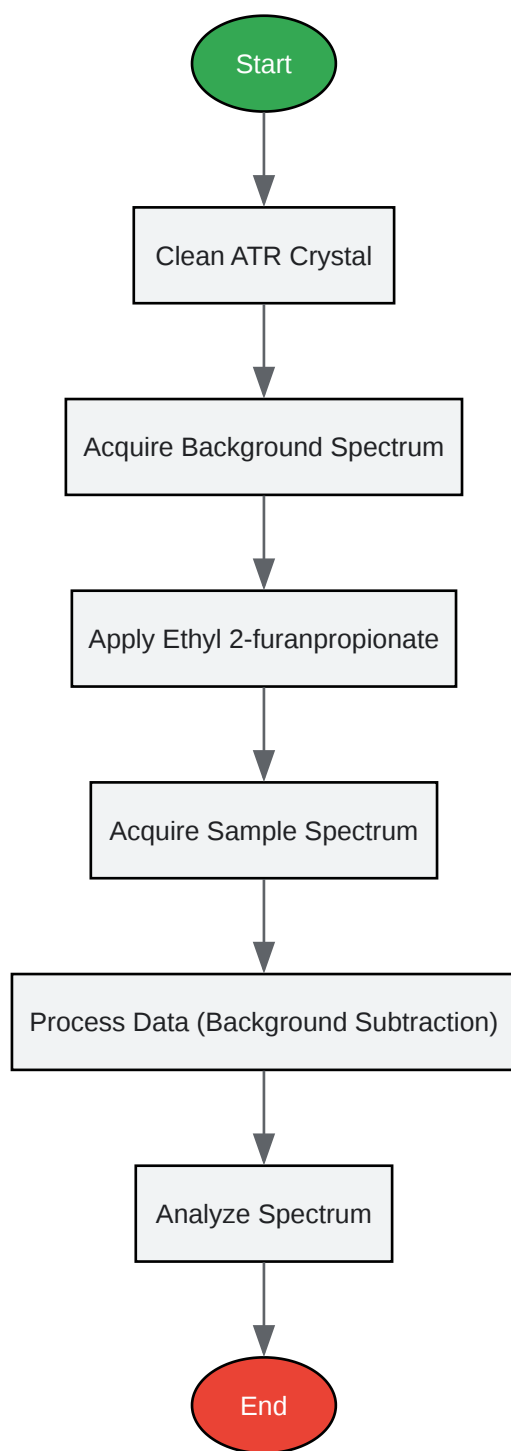 Start
Clean ATR Crystal
Acquire Background Spectrum
Apply Ethyl 2-furanpropionate
Acquire Sample Spectrum
Process Data (Background Subtraction)
Analyze Spectrum
End